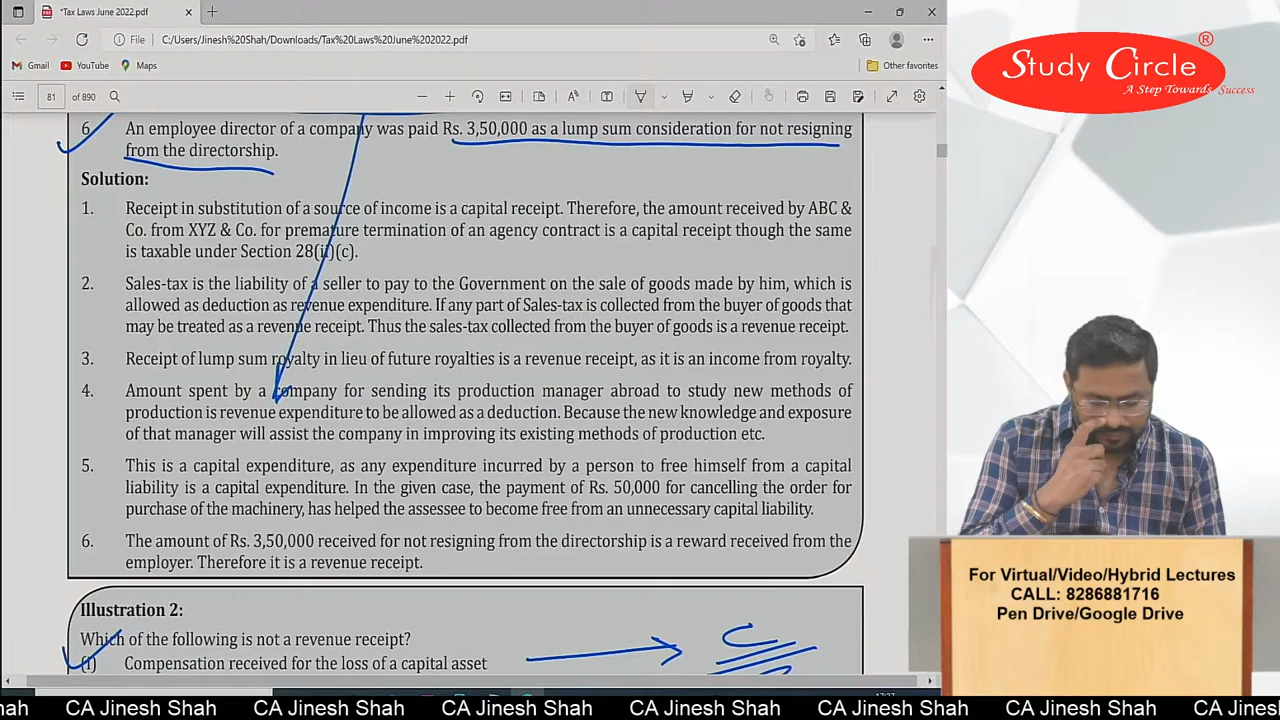 *Tax Laws June 2022.pdf
File
C:/Users/Jinesh%20Shah/Downloads/Tax%20Laws%20June%202022.pdf
Gmail
YouTube
Maps
Other favorites
81 of 890
Study Circle ®
A Step Towards Success
6. An employee director of a company was paid Rs. 3,50,000 as a lump sum consideration for not resigning
from the directorship.
Solution:
1. Receipt in substitution of a source of income is a capital receipt. Therefore, the amount received by ABC &
Co. from XYZ & Co. for premature termination of an agency contract is a capital receipt though the same
is taxable under Section 28(ii)(c).
2. Sales-tax is the liability of a seller to pay to the Government on the sale of goods made by him, which is
allowed as deduction as revenue expenditure. If any part of Sales-tax is collected from the buyer of goods that
may be treated as a revenue receipt. Thus the sales-tax collected from the buyer of goods is a revenue receipt.
3. Receipt of lump sum royalty in lieu of future royalties is a revenue receipt, as it is an income from royalty.
4. Amount spent by a company for sending its production manager abroad to study new methods of
production is revenue expenditure to be allowed as a deduction. Because the new knowledge and exposure
of that manager will assist the company in improving its existing methods of production etc.
5. This is a capital expenditure, as any expenditure incurred by a person to free himself from a capital
liability is a capital expenditure. In the given case, the payment of Rs. 50,000 for cancelling the order for
purchase of the machinery, has helped the assessee to become free from an unnecessary capital liability.
6. The amount of Rs. 3,50,000 received for not resigning from the directorship is a reward received from the
employer. Therefore it is a revenue receipt.
Illustration 2:
Which of the following is not a revenue receipt?
(i) Compensation received for the loss of a capital asset
For Virtual/Video/Hybrid Lectures
CALL: 8286881716
Pen Drive/Google Drive
hah CA Jinesh Shah CA Jinesh Shah CA Jinesh Shah CA Jinesh Shah CA Jinesh Shah CA Jines